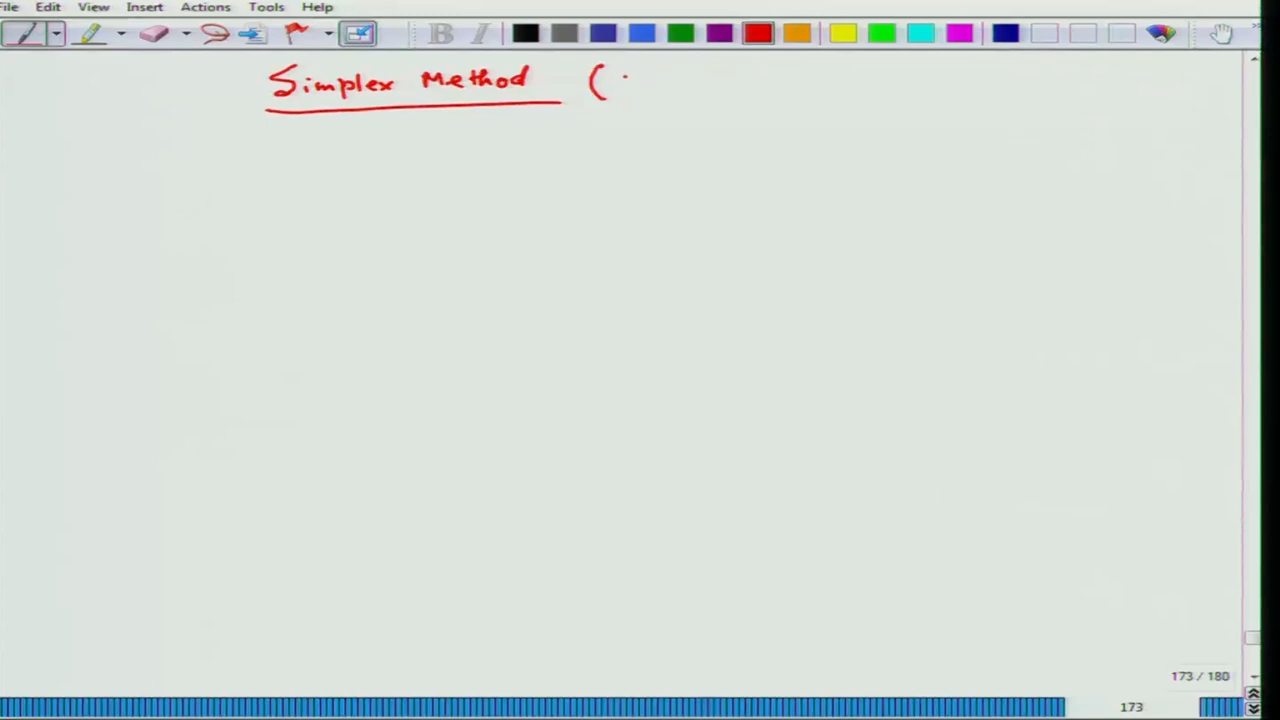 File Edit View Insert Actions Tools Help
B I
Simplex Method (
173 / 180
173